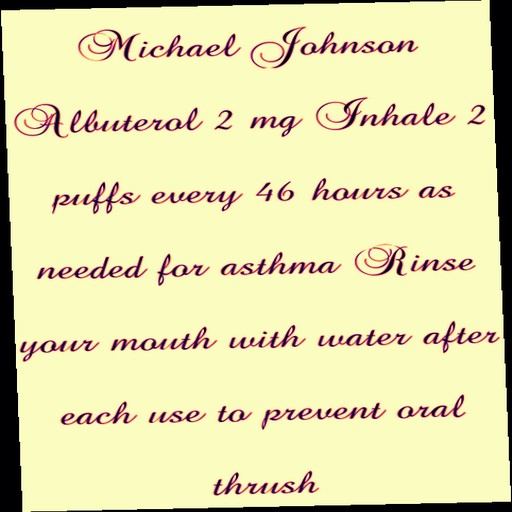 Michael Johnson
Albuterol 2 mg Inhale 2
puffs every 46 hours as
needed for asthma Rinse
your mouth with water after
each use to prevent oral
thrush